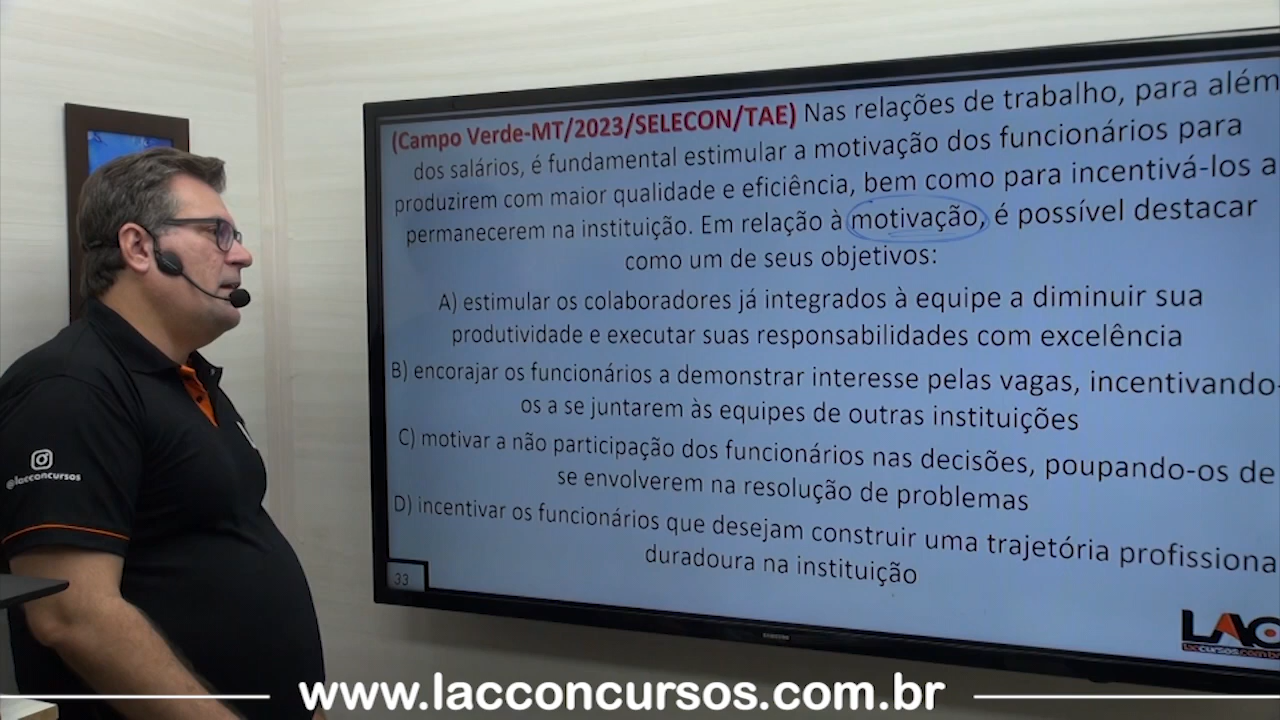 (Campo Verde-MT/2023/SELECON/TAE) Nas relações de trabalho, para além
dos salários, é fundamental estimular a motivação dos funcionários para
produzirem com maior qualidade e eficiência, bem como para incentivá-los a
permanecerem na instituição. Em relação à motivação, é possível destacar
como um de seus objetivos:
A) estimular os colaboradores já integrados à equipe a diminuir sua
produtividade e executar suas responsabilidades com excelência
B) encorajar os funcionários a demonstrar interesse pelas vagas, incentivando-
os a se juntarem às equipes de outras instituições
C) motivar a não participação dos funcionários nas decisões, poupando-os de
se envolverem na resolução de problemas
D) incentivar os funcionários que desejam construir uma trajetória profissiona
duradoura na instituição
33
LAC
laccursos.com.b
@lacconcursos
www.lacconcursos.com.br